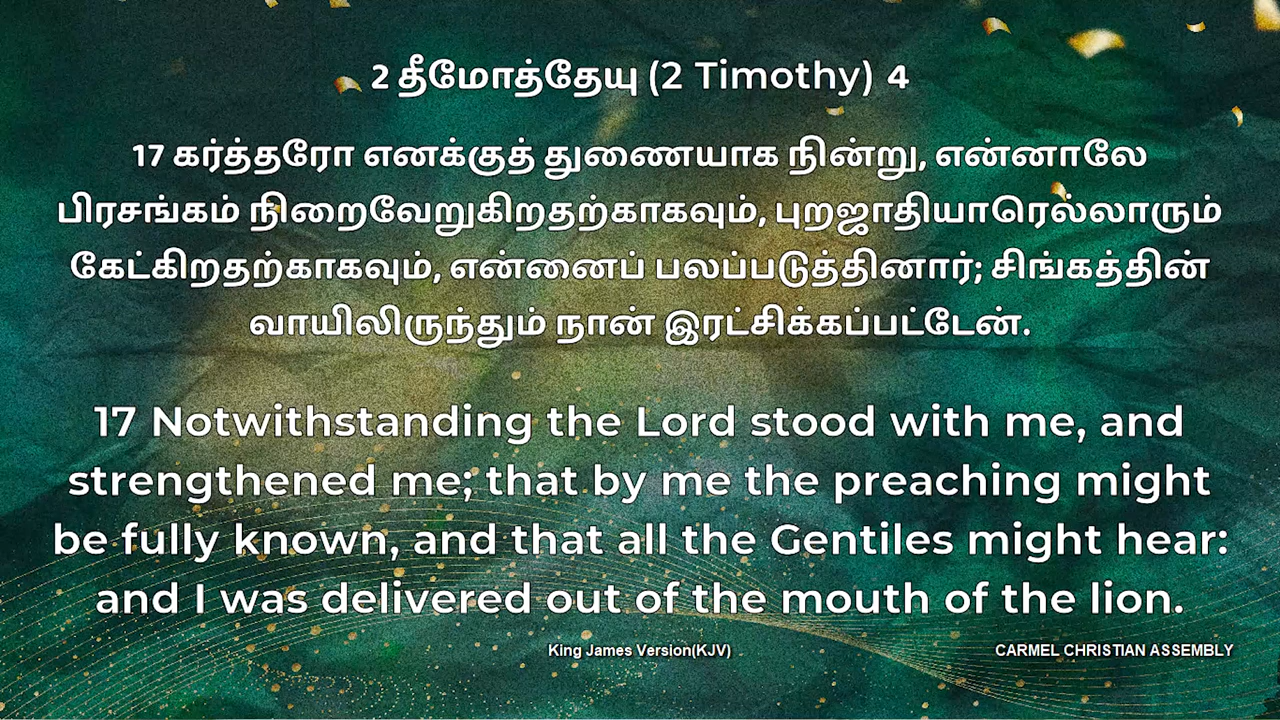 2 தீமோத்தேயு (2 Timothy) 4
17 கர்த்தரோ எனக்குத் துணையாக நின்று, என்னாலே
பிரசங்கம் நிறைவேறுகிறதற்காகவும், புறஜாதியாரெல்லாரும்
கேட்கிறதற்காகவும், என்னைப் பலப்படுத்தினார்; சிங்கத்தின்
வாயிலிருந்தும் நான் இரட்சிக்கப்பட்டேன்.
17 Notwithstanding the Lord stood with me, and
strengthened me; that by me the preaching might
be fully known, and that all the Gentiles might hear:
and I was delivered out of the mouth of the lion.
King James Version(KJV)
CARMEL CHRISTIAN ASSEMBLY